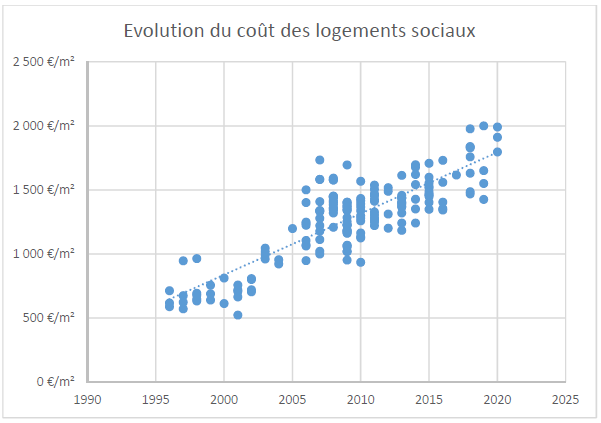 Evolution du coût des logements sociaux
2 500 €/m²
2 000 €/m²
1 500 €/m²
1 000 €/m²
500 €/m²
0 €/m²
1990 1995 2000 2005 2010 2015 2020 2025